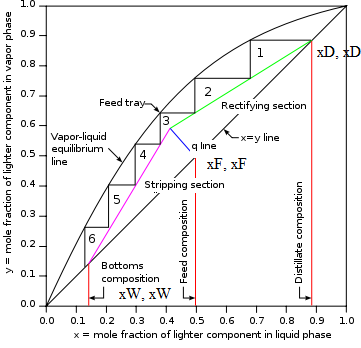 y = mole fraction of lighter component in vapor phase
1.0
0.9
0.8
0.7
0.6
0.5
0.4
0.3
0.2
0.1
0.0
1
xD, xD
2
Feed tray
Rectifying section
3
Vapor-liquid
equilibrium
line
x=y line
q line
4
xF, xF
Stripping section
5
6
Feed composition
Distillate composition
Bottoms
composition
xW, xW
0.0 0.1 0.2 0.3 0.4 0.5 0.6 0.7 0.8 0.9 1.0
x = mole fraction of lighter component in liquid phase